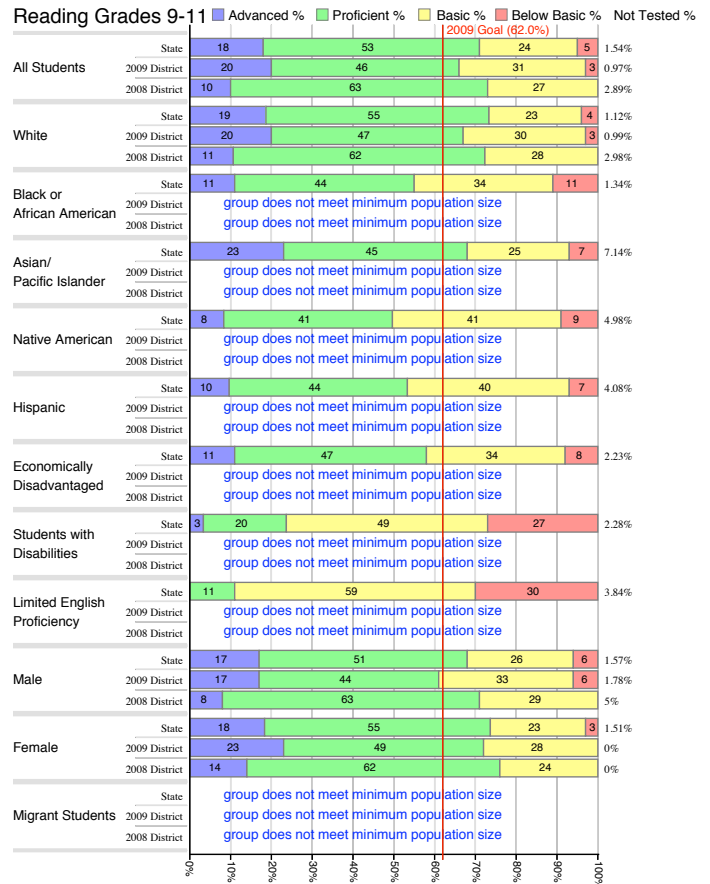 Reading Grades 9-11 Advanced % Proficient % Basic % Below Basic % Not Tested %
2009 Goal (62.0%)
All Students
State 18 53 24 5 1.54%
2009 District 20 46 31 3 0.97%
2008 District 10 63 27 2.89%
White
State 19 55 23 4 1.12%
2009 District 20 47 30 3 0.99%
2008 District 11 62 28 2.98%
Black or
African American
State 11 44 34 11 1.34%
2009 District group does not meet minimum population size
2008 District group does not meet minimum population size
Asian/
Pacific Islander
State 23 45 25 7 7.14%
2009 District group does not meet minimum population size
2008 District group does not meet minimum population size
Native American
State 8 41 41 9 4.98%
2009 District group does not meet minimum population size
2008 District group does not meet minimum population size
Hispanic
State 10 44 40 7 4.08%
2009 District group does not meet minimum population size
2008 District group does not meet minimum population size
Economically
Disadvantaged
State 11 47 34 8 2.23%
2009 District group does not meet minimum population size
2008 District group does not meet minimum population size
Students with
Disabilities
State 3 20 49 27 2.28%
2009 District group does not meet minimum population size
2008 District group does not meet minimum population size
Limited English
Proficiency
State 11 59 30 3.84%
2009 District group does not meet minimum population size
2008 District group does not meet minimum population size
Male
State 17 51 26 6 1.57%
2009 District 17 44 33 6 1.78%
2008 District 8 63 29 5%
Female
State 18 55 23 3 1.51%
2009 District 23 49 28 0%
2008 District 14 62 24 0%
Migrant Students
State group does not meet minimum population size
2009 District group does not meet minimum population size
2008 District group does not meet minimum population size
0% 10% 20% 30% 40% 50% 60% 70% 80% 90% 100%